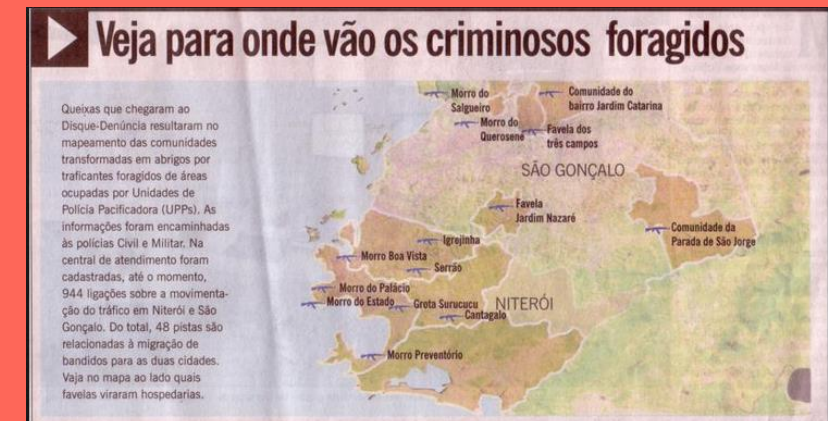 Veja para onde vão os criminosos foragidos
Queixas que chegaram ao
Disque-Denúncia resultaram no
mapeamento das comunidades
transformadas em abrigos por
traficantes foragidos de áreas
ocupadas por Unidades de
Polícia Pacificadora (UPPs). As
informações foram encaminhadas
às polícias Civil e Militar. Na
central de atendimento foram
cadastradas, até o momento,
944 ligações sobre a movimenta-
ção do tráfico em Niterói e São
Gonçalo. Do total, 48 pistas são
relacionadas à migração de
bandidos para as duas cidades.
Vaja no mapa ao lado quais
favelas viraram hospedarias.
Morro do
Salgueiro
Comunidade do
bairro Jardim Catarina
Morro do
Querosene
Favela dos
três campos
SÃO GONÇALO
Favela
Jardim Nazaré
Comunidade da
Parada de São Jorge
Igrejinha
Morro Boa Vista
Serrão
Morro do Palácio
Morro do Estado
Grota Surucucu
NITERÓI
Cantagalo
Morro Preventório